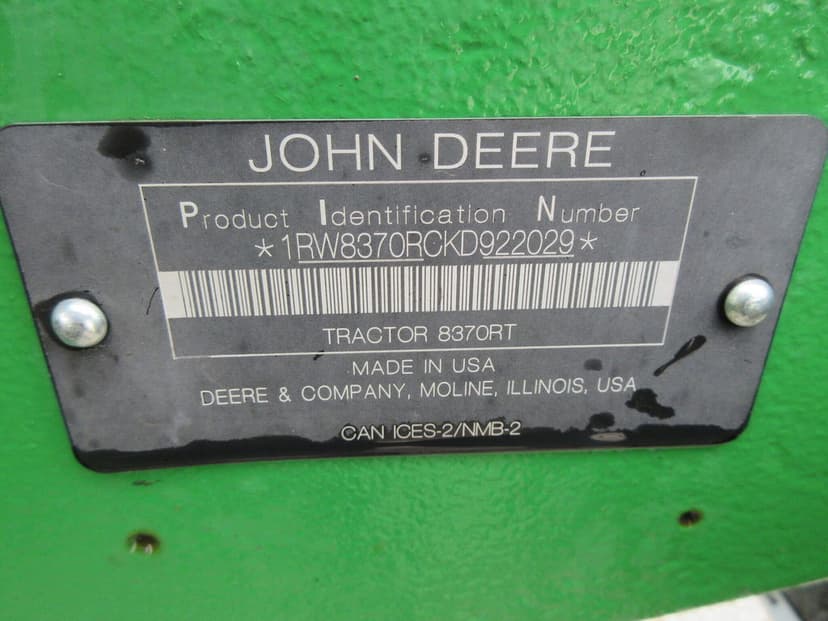 JOHN DEERE
Product Identification Number
*1RW8370RCKD922029*
TRACTOR 8370RT
MADE IN USA
DEERE & COMPANY, MOLINE, ILLINOIS, USA
CAN ICES-2/NMB-2